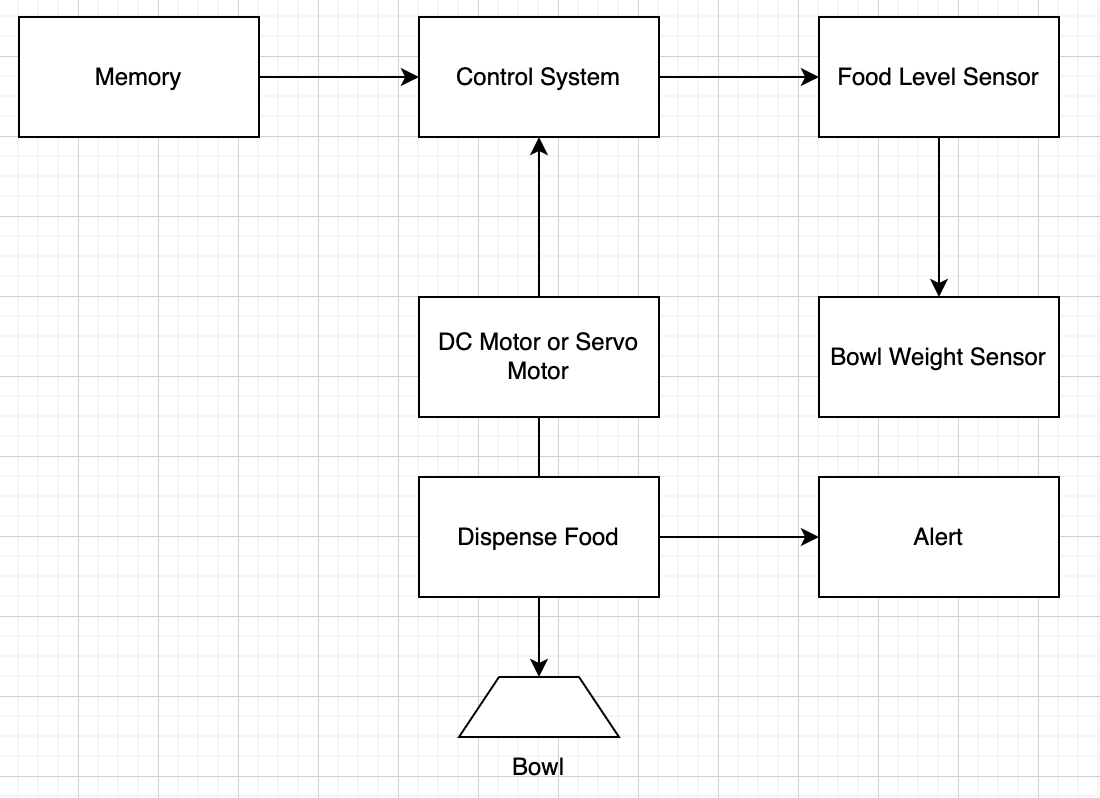 Memory
Control System
Food Level Sensor
DC Motor or Servo
Motor
Bowl Weight Sensor
Dispense Food
Alert
Bowl